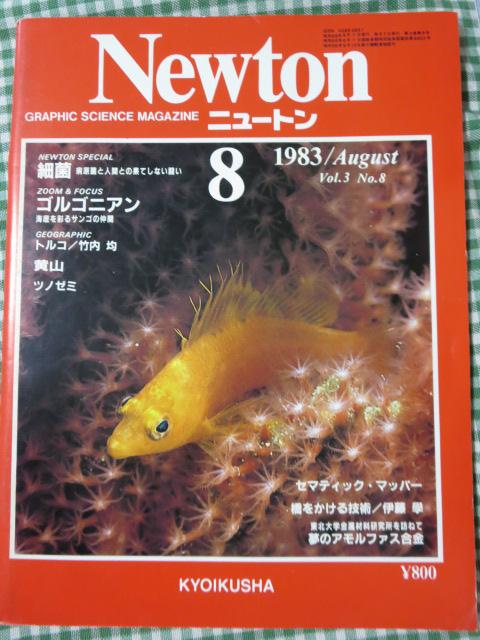 Newton
GRAPHIC SCIENCE MAGAZINE ニュートン
8
1983/August
Vol.3 No.8
NEWTON SPECIAL
細菌 病原菌と人間との果てしない闘い
ZOOM & FOCUS
ゴルゴニアン
海底を彩るサンゴの仲間
GEOGRAPHIC
トルコ/竹内 均
黄山
ツノゼミ
セマティック・マッパー
橋をかける技術/伊藤 學
東北大学金属材料研究所を訪ねて
夢のアモルファス合金
¥800
KYOIKUSHA